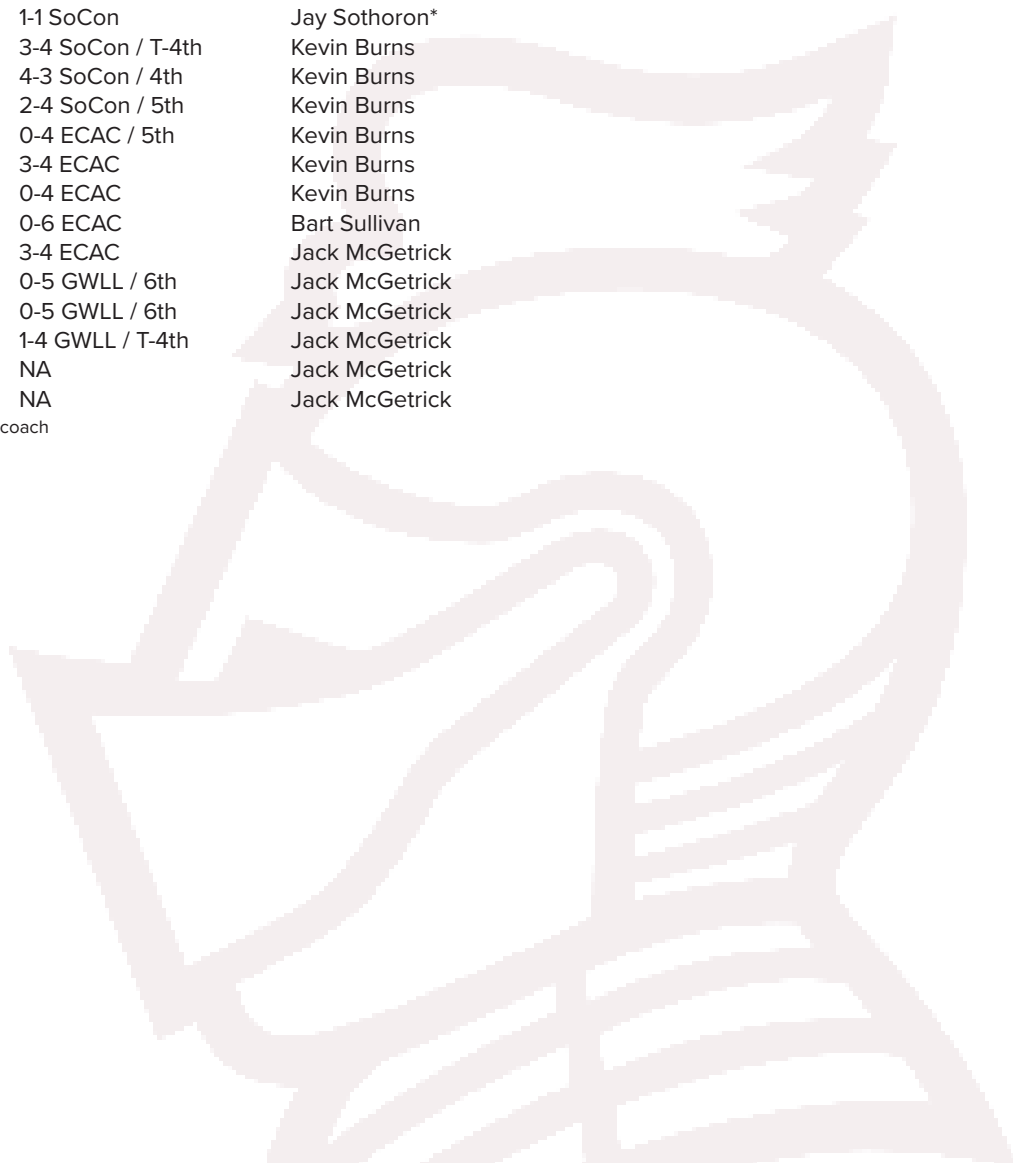 1-1 SoCon Jay Sothoron*
3-4 SoCon / T-4th Kevin Burns
4-3 SoCon / 4th Kevin Burns
2-4 SoCon / 5th Kevin Burns
0-4 ECAC / 5th Kevin Burns
3-4 ECAC Kevin Burns
0-4 ECAC Kevin Burns
0-6 ECAC Bart Sullivan
3-4 ECAC Jack McGetrick
0-5 GWLL / 6th Jack McGetrick
0-5 GWLL / 6th Jack McGetrick
1-4 GWLL / T-4th Jack McGetrick
NA Jack McGetrick
NA Jack McGetrick
coach